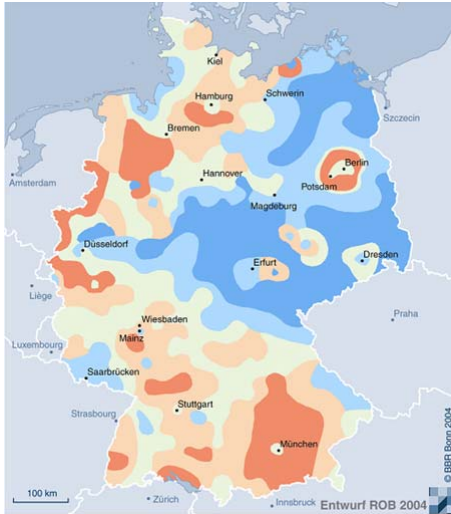 Kiel
Hamburg
Schwerin
Szczecin
Bremen
Amsterdam
Hannover
Berlin
Potsdam
Magdeburg
Düsseldorf
Erfurt
Dresden
Liège
Wiesbaden
Praha
Mainz
Luxembourg
Saarbrücken
Stuttgart
Strasbourg
München
100 km
Zürich
Innsbruck
Entwurf ROB 2004
© BBR Bonn 2004